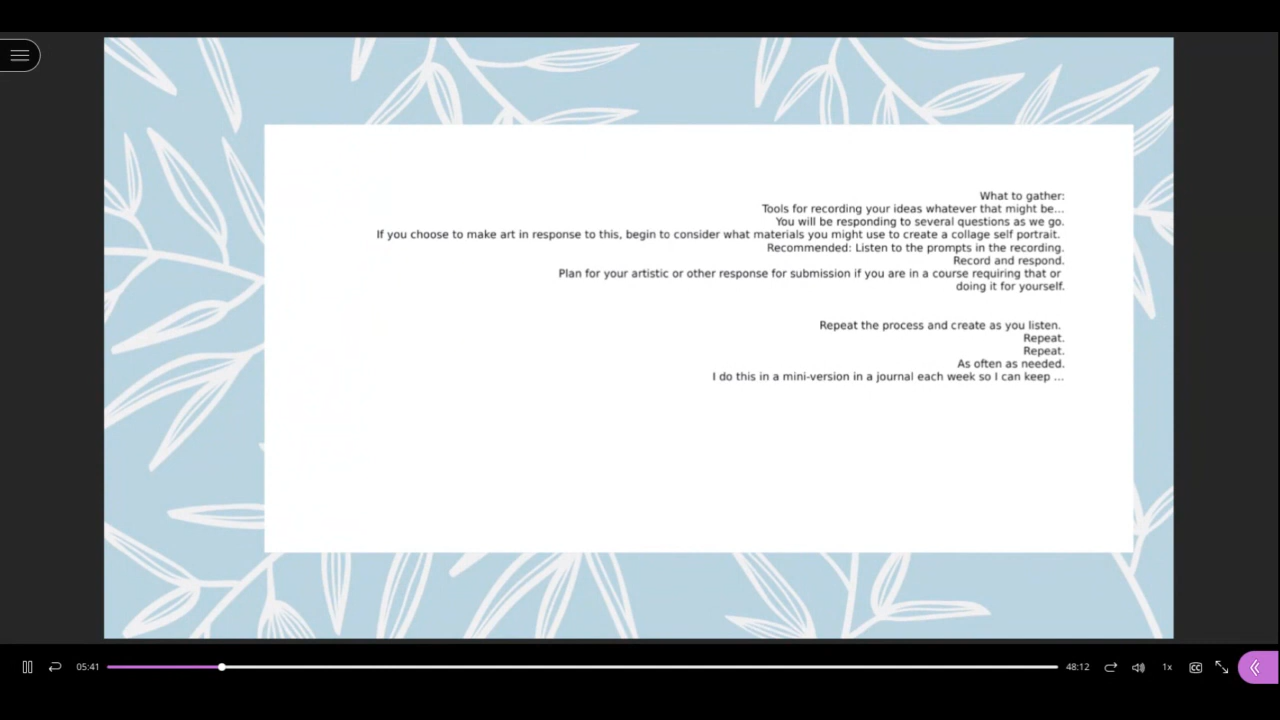 What to gather:
Tools for recording your ideas whatever that might be...
You will be responding to several questions as we go.
If you choose to make art in response to this, begin to consider what materials you might use to create a collage self portrait.
Recommended: Listen to the prompts in the recording.
Record and respond.
Plan for your artistic or other response for submission if you are in a course requiring that or
doing it for yourself.
Repeat the process and create as you listen.
Repeat.
Repeat.
As often as needed.
I do this in a mini-version in a journal each week so I can keep ...
05:41
48:12
1x
CC